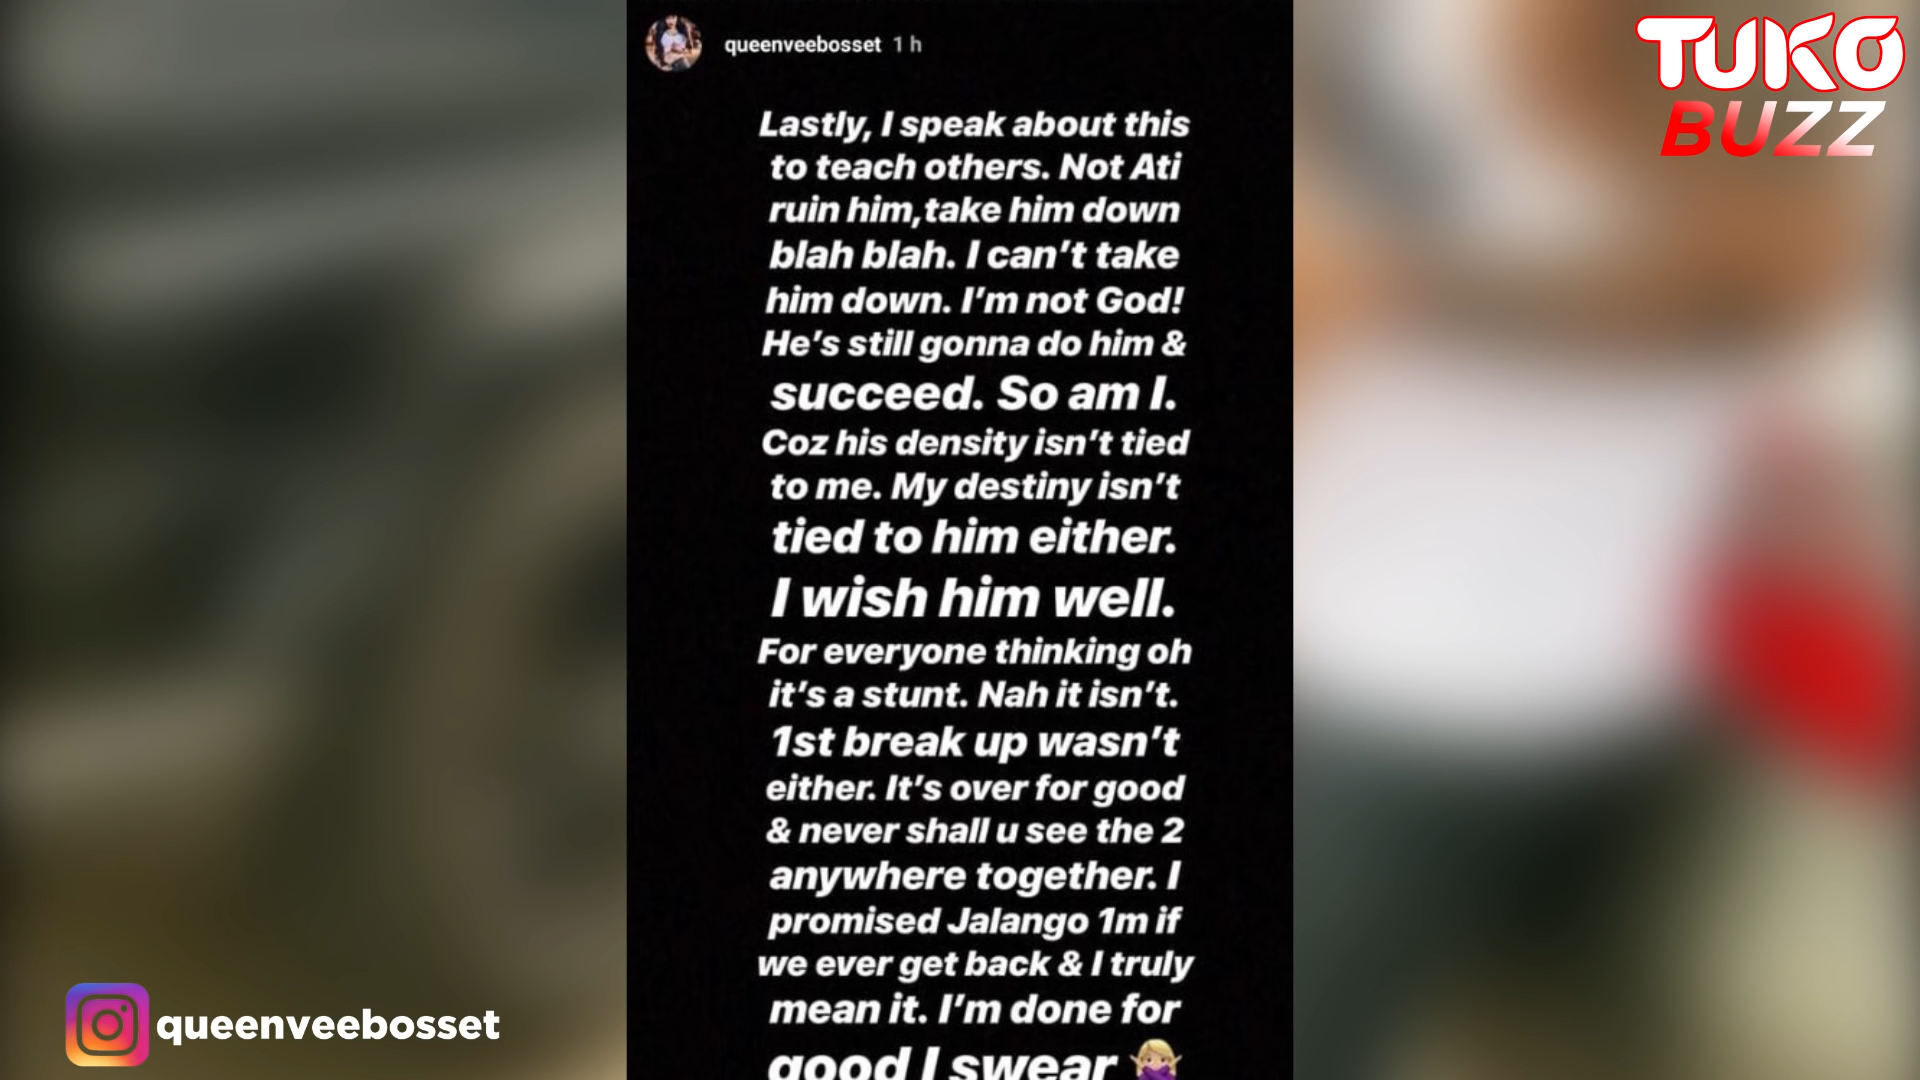 queenveebosset 1 h
TUKO
BUZZ
Lastly, I speak about this
to teach others. Not Ati
ruin him,take him down
blah blah. I can't take
him down. I'm not God!
He's still gonna do him &
succeed. So am I.
Coz his density isn't tied
to me. My destiny isn't
tied to him either.
I wish him well.
For everyone thinking oh
it's a stunt. Nah it isn't.
1st break up wasn't
either. It's over for good
& never shall u see the 2
anywhere together. I
promised Jalango 1m if
we ever get back & I truly
mean it. I'm done for
good I swear
queenveebosset